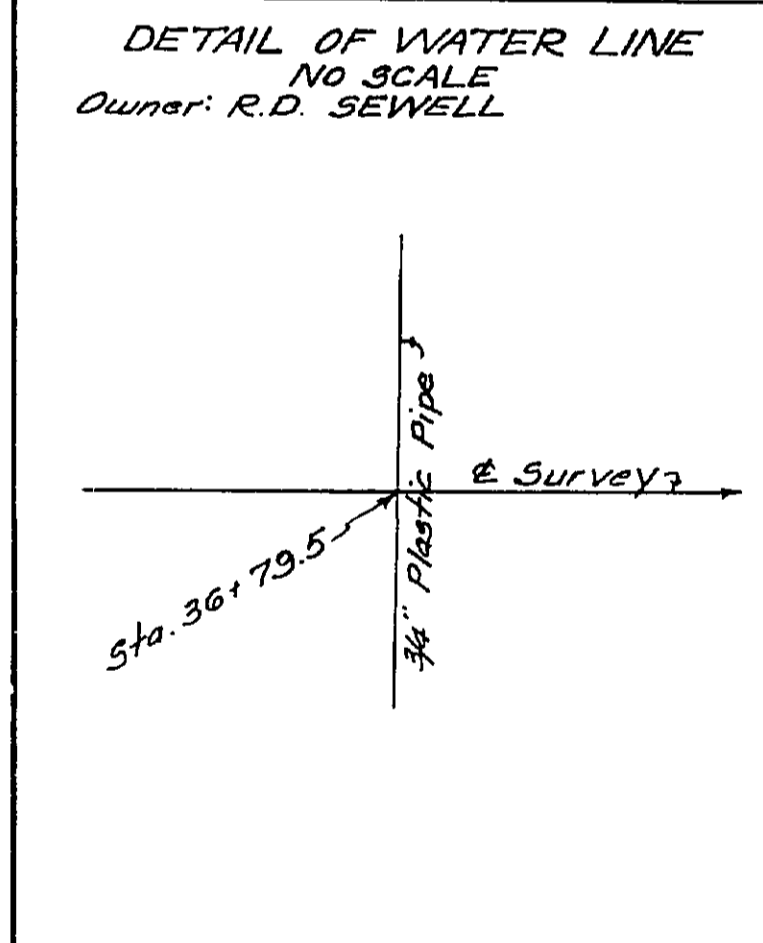 DETAIL OF WATER LINE
NO SCALE
Owner: R.D. SEWELL
3/4" Plastic Pipe
℄ Survey
Sta. 36+79.5